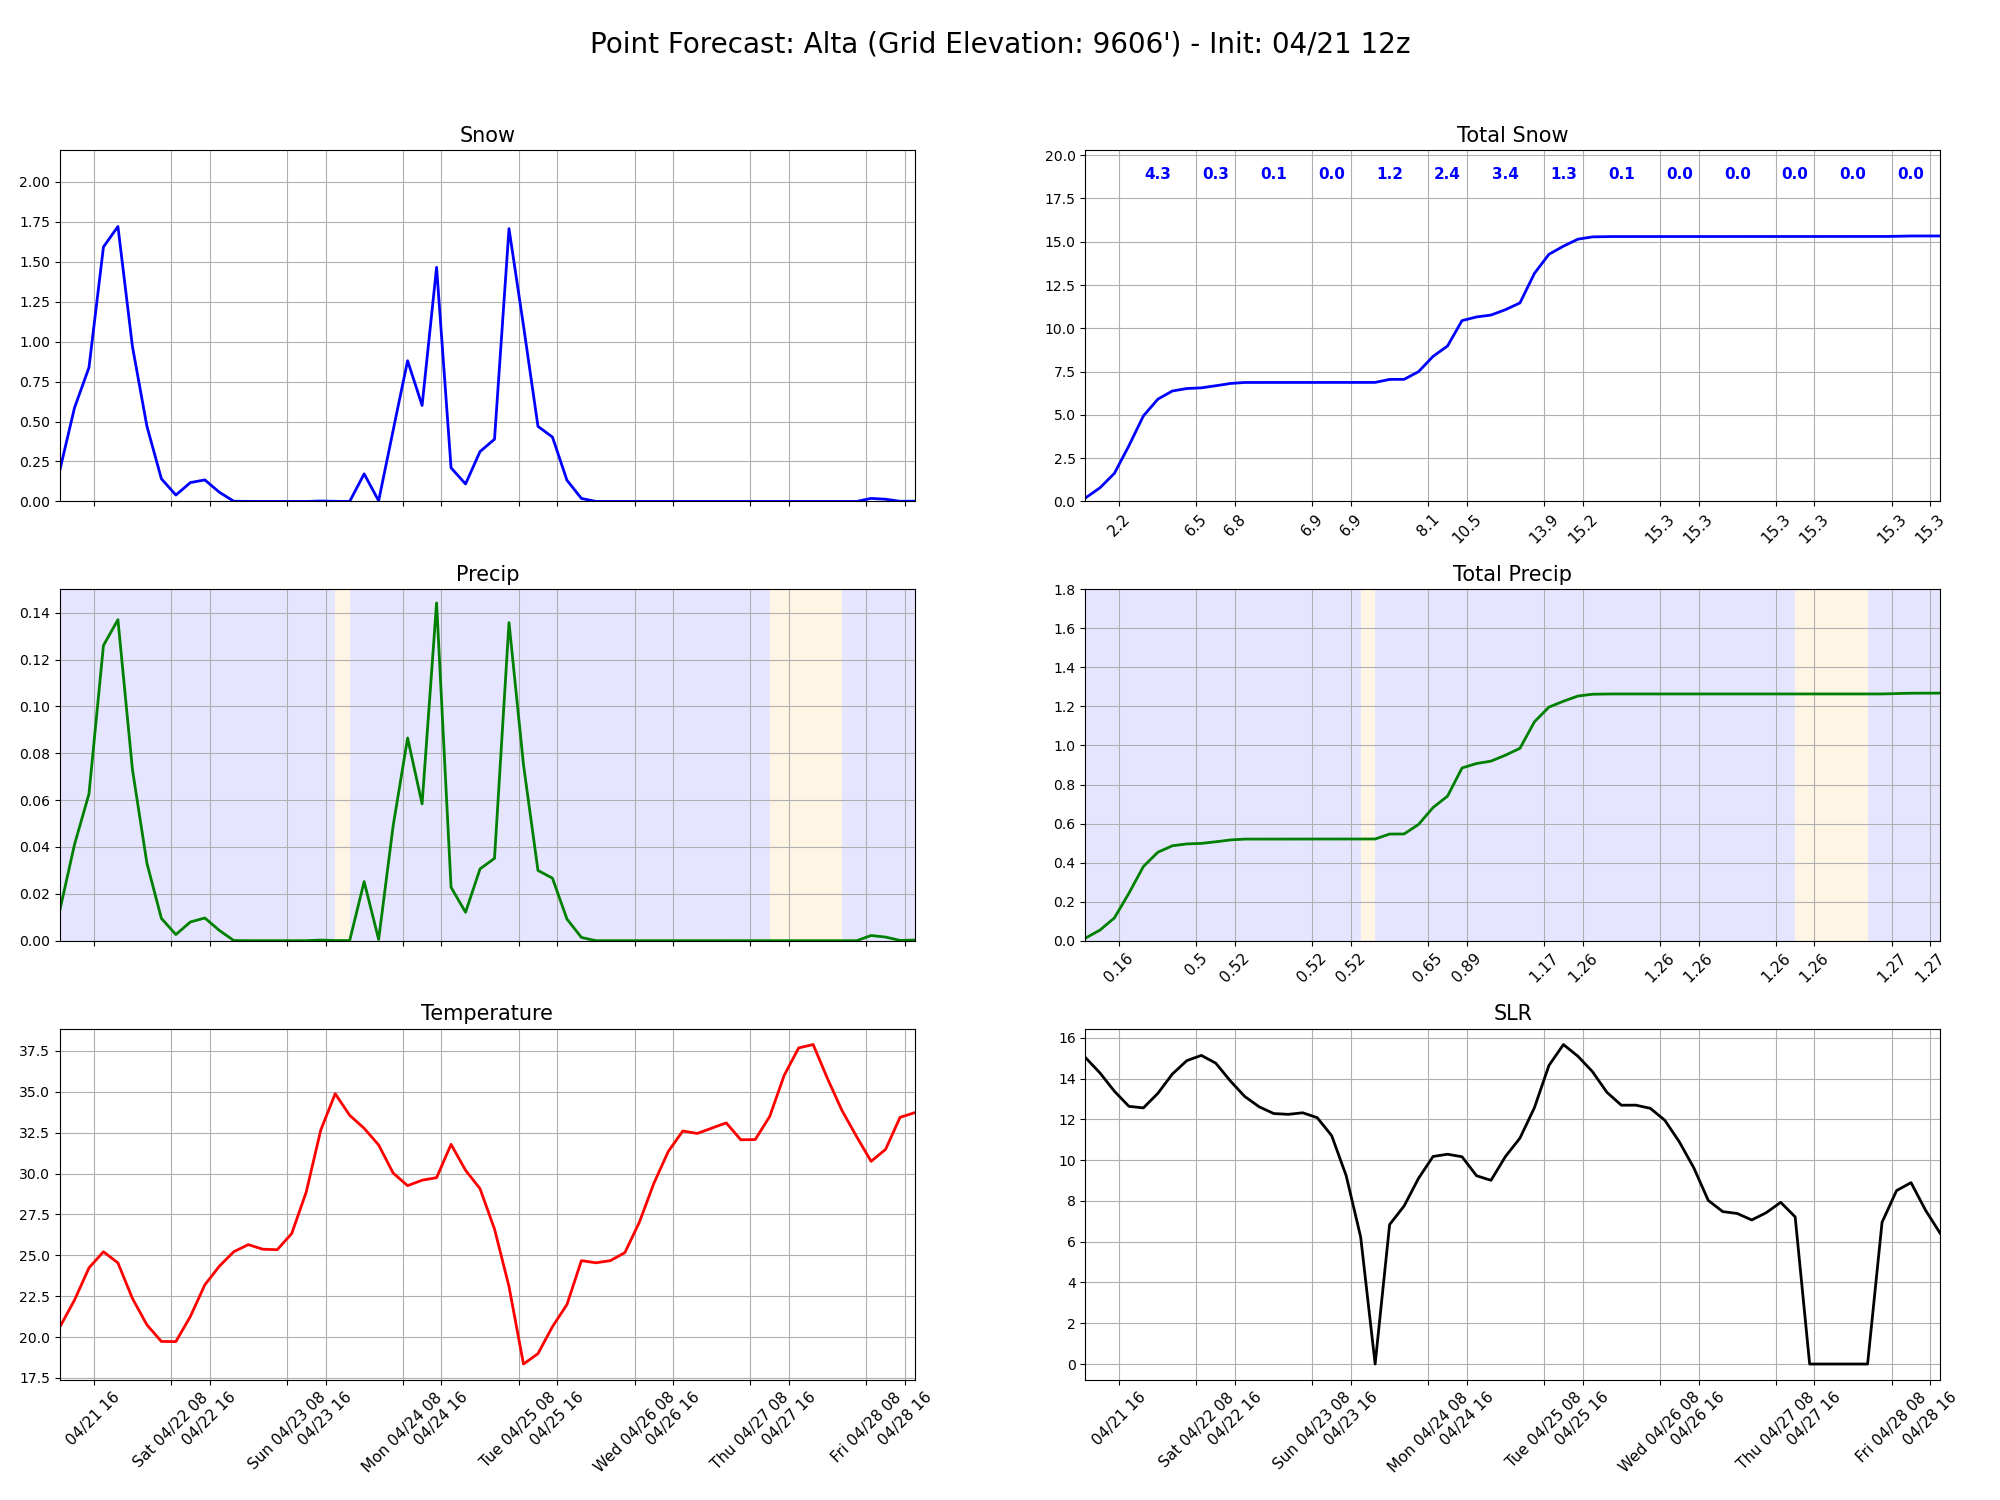 Point Forecast: Alta (Grid Elevation: 9606') - Init: 04/21 12z
Snow
2.00
1.75
1.50
1.25
1.00
0.75
0.50
0.25
0.00
Total Snow
20.0
17.5
15.0
12.5
10.0
7.5
5.0
2.5
0.0
4.3 0.3 0.1 0.0 1.2 2.4 3.4 1.3 0.1 0.0 0.0 0.0 0.0 0.0
2.2 6.5 6.8 6.9 6.9 8.1 10.5 13.9 15.2 15.3 15.3 15.3 15.3 15.3 15.3
Precip
0.14
0.12
0.10
0.08
0.06
0.04
0.02
0.00
Total Precip
1.8
1.6
1.4
1.2
1.0
0.8
0.6
0.4
0.2
0.0
0.16 0.5 0.52 0.52 0.52 0.65 0.89 1.17 1.26 1.26 1.26 1.26 1.26 1.27 1.27
Temperature
37.5
35.0
32.5
30.0
27.5
25.0
22.5
20.0
17.5
04/21 16
Sat 04/22 08
04/22 16
Sun 04/23 08
04/23 16
Mon 04/24 08
04/24 16
Tue 04/25 08
04/25 16
Wed 04/26 08
04/26 16
Thu 04/27 08
04/27 16
Fri 04/28 08
04/28 16
SLR
16
14
12
10
8
6
4
2
0
04/21 16
Sat 04/22 08
04/22 16
Sun 04/23 08
04/23 16
Mon 04/24 08
04/24 16
Tue 04/25 08
04/25 16
Wed 04/26 08
04/26 16
Thu 04/27 08
04/27 16
Fri 04/28 08
04/28 16